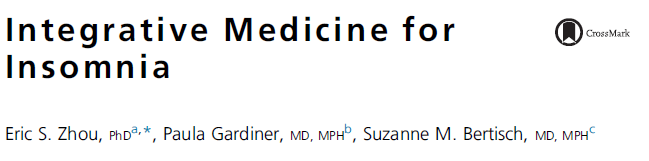 Integrative Medicine for
Insomnia
CrossMark
Eric S. Zhou, PhDa,*, Paula Gardiner, MD, MPHb, Suzanne M. Bertisch, MD, MPHc